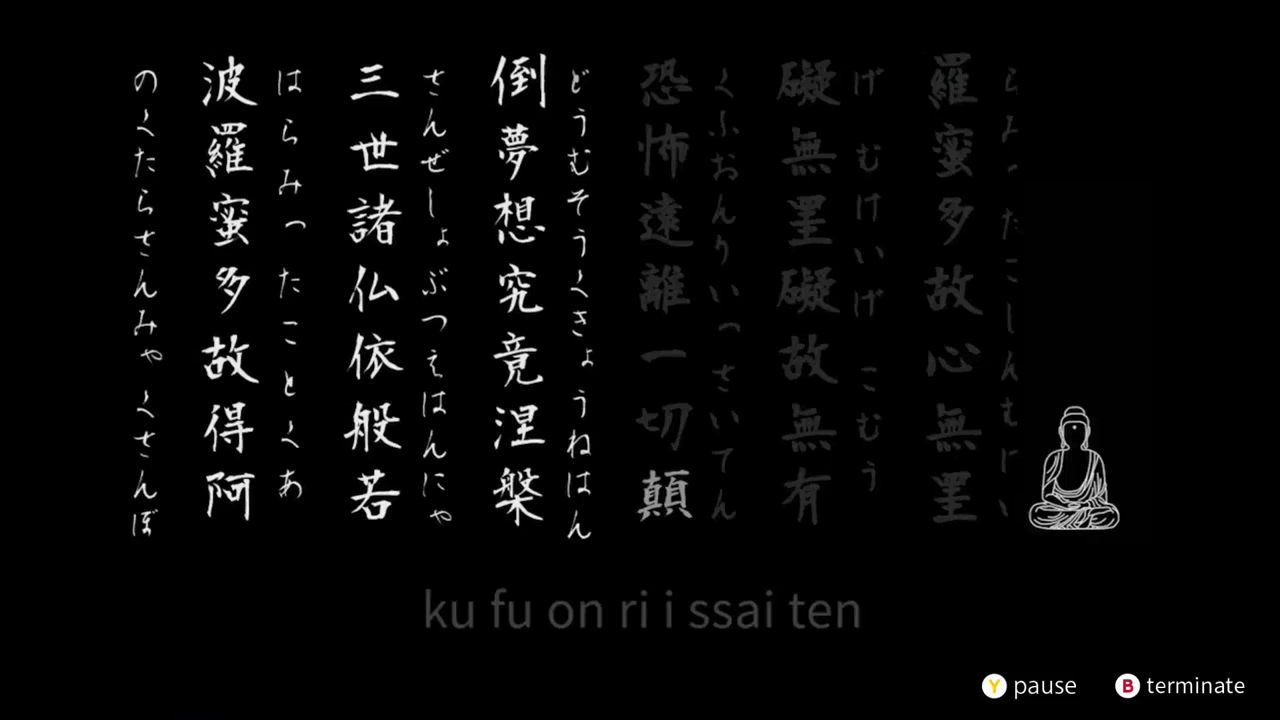 らみったこしんむけい
羅蜜多故心無罣
げむけいげこむう
礙無罣礙故無有
くふおんりいっさいてん
恐怖遠離一切顛
どうむそうくきょうねはん
倒夢想究竟涅槃
さんぜしょぶつえはんにゃ
三世諸仏依般若
はらみったことくあ
波羅蜜多故得阿
のくたらさんみゃくさんぼ
ku fu on ri i ssai ten
Y pause
B terminate